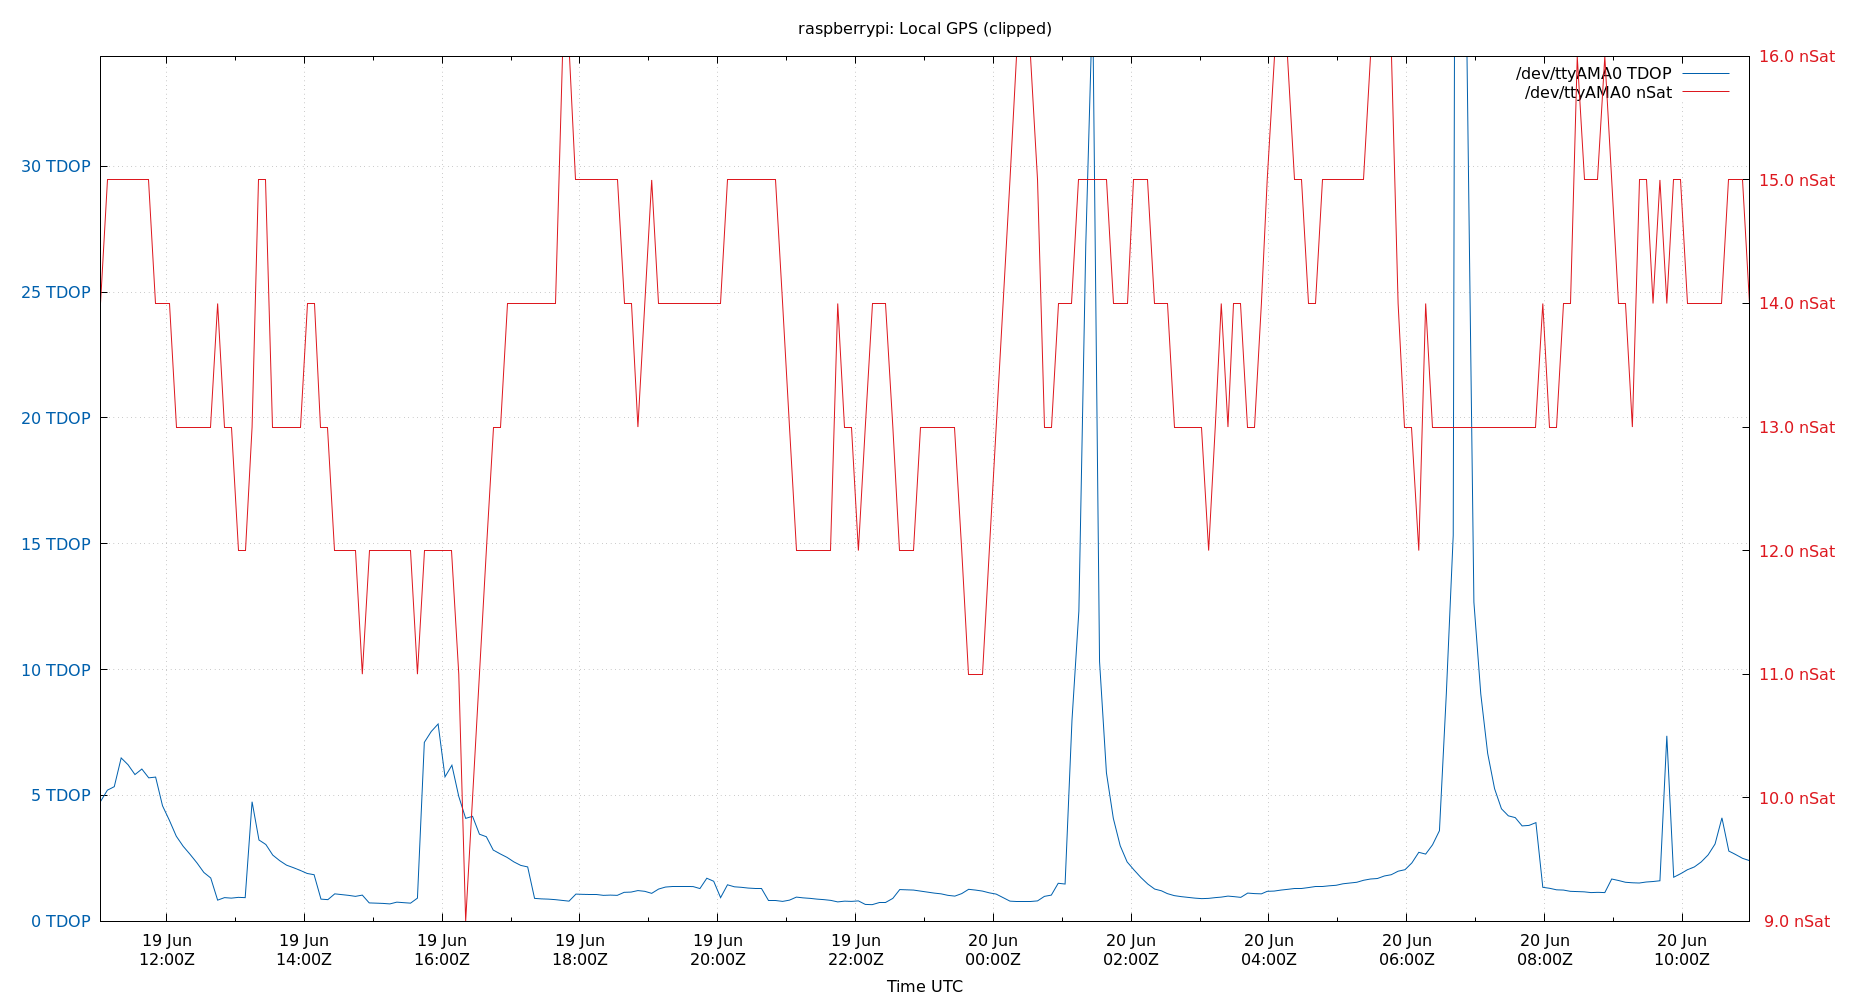 raspberrypi: Local GPS (clipped)
16.0 nSat
/dev/ttyAMA0 TDOP
/dev/ttyAMA0 nSat
30 TDOP
15.0 nSat
25 TDOP
14.0 nSat
20 TDOP
13.0 nSat
15 TDOP
12.0 nSat
10 TDOP
11.0 nSat
5 TDOP
10.0 nSat
0 TDOP
9.0 nSat
19 Jun 19 Jun 19 Jun 19 Jun 19 Jun 19 Jun 20 Jun 20 Jun 20 Jun 20 Jun 20 Jun 20 Jun
12:00Z 14:00Z 16:00Z 18:00Z 20:00Z 22:00Z 00:00Z 02:00Z 04:00Z 06:00Z 08:00Z 10:00Z
Time UTC